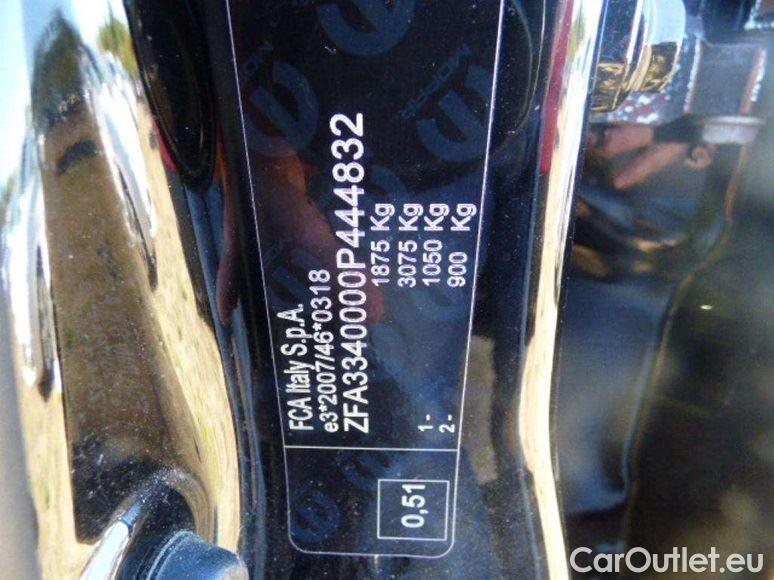 FCA Italy S.p.A.
e3*2007/46*0318
ZFA3340000P444832
1875 Kg
3075 Kg
1- 1050 Kg
2- 900 Kg
0,51
MOPAR
CarOutlet.eu